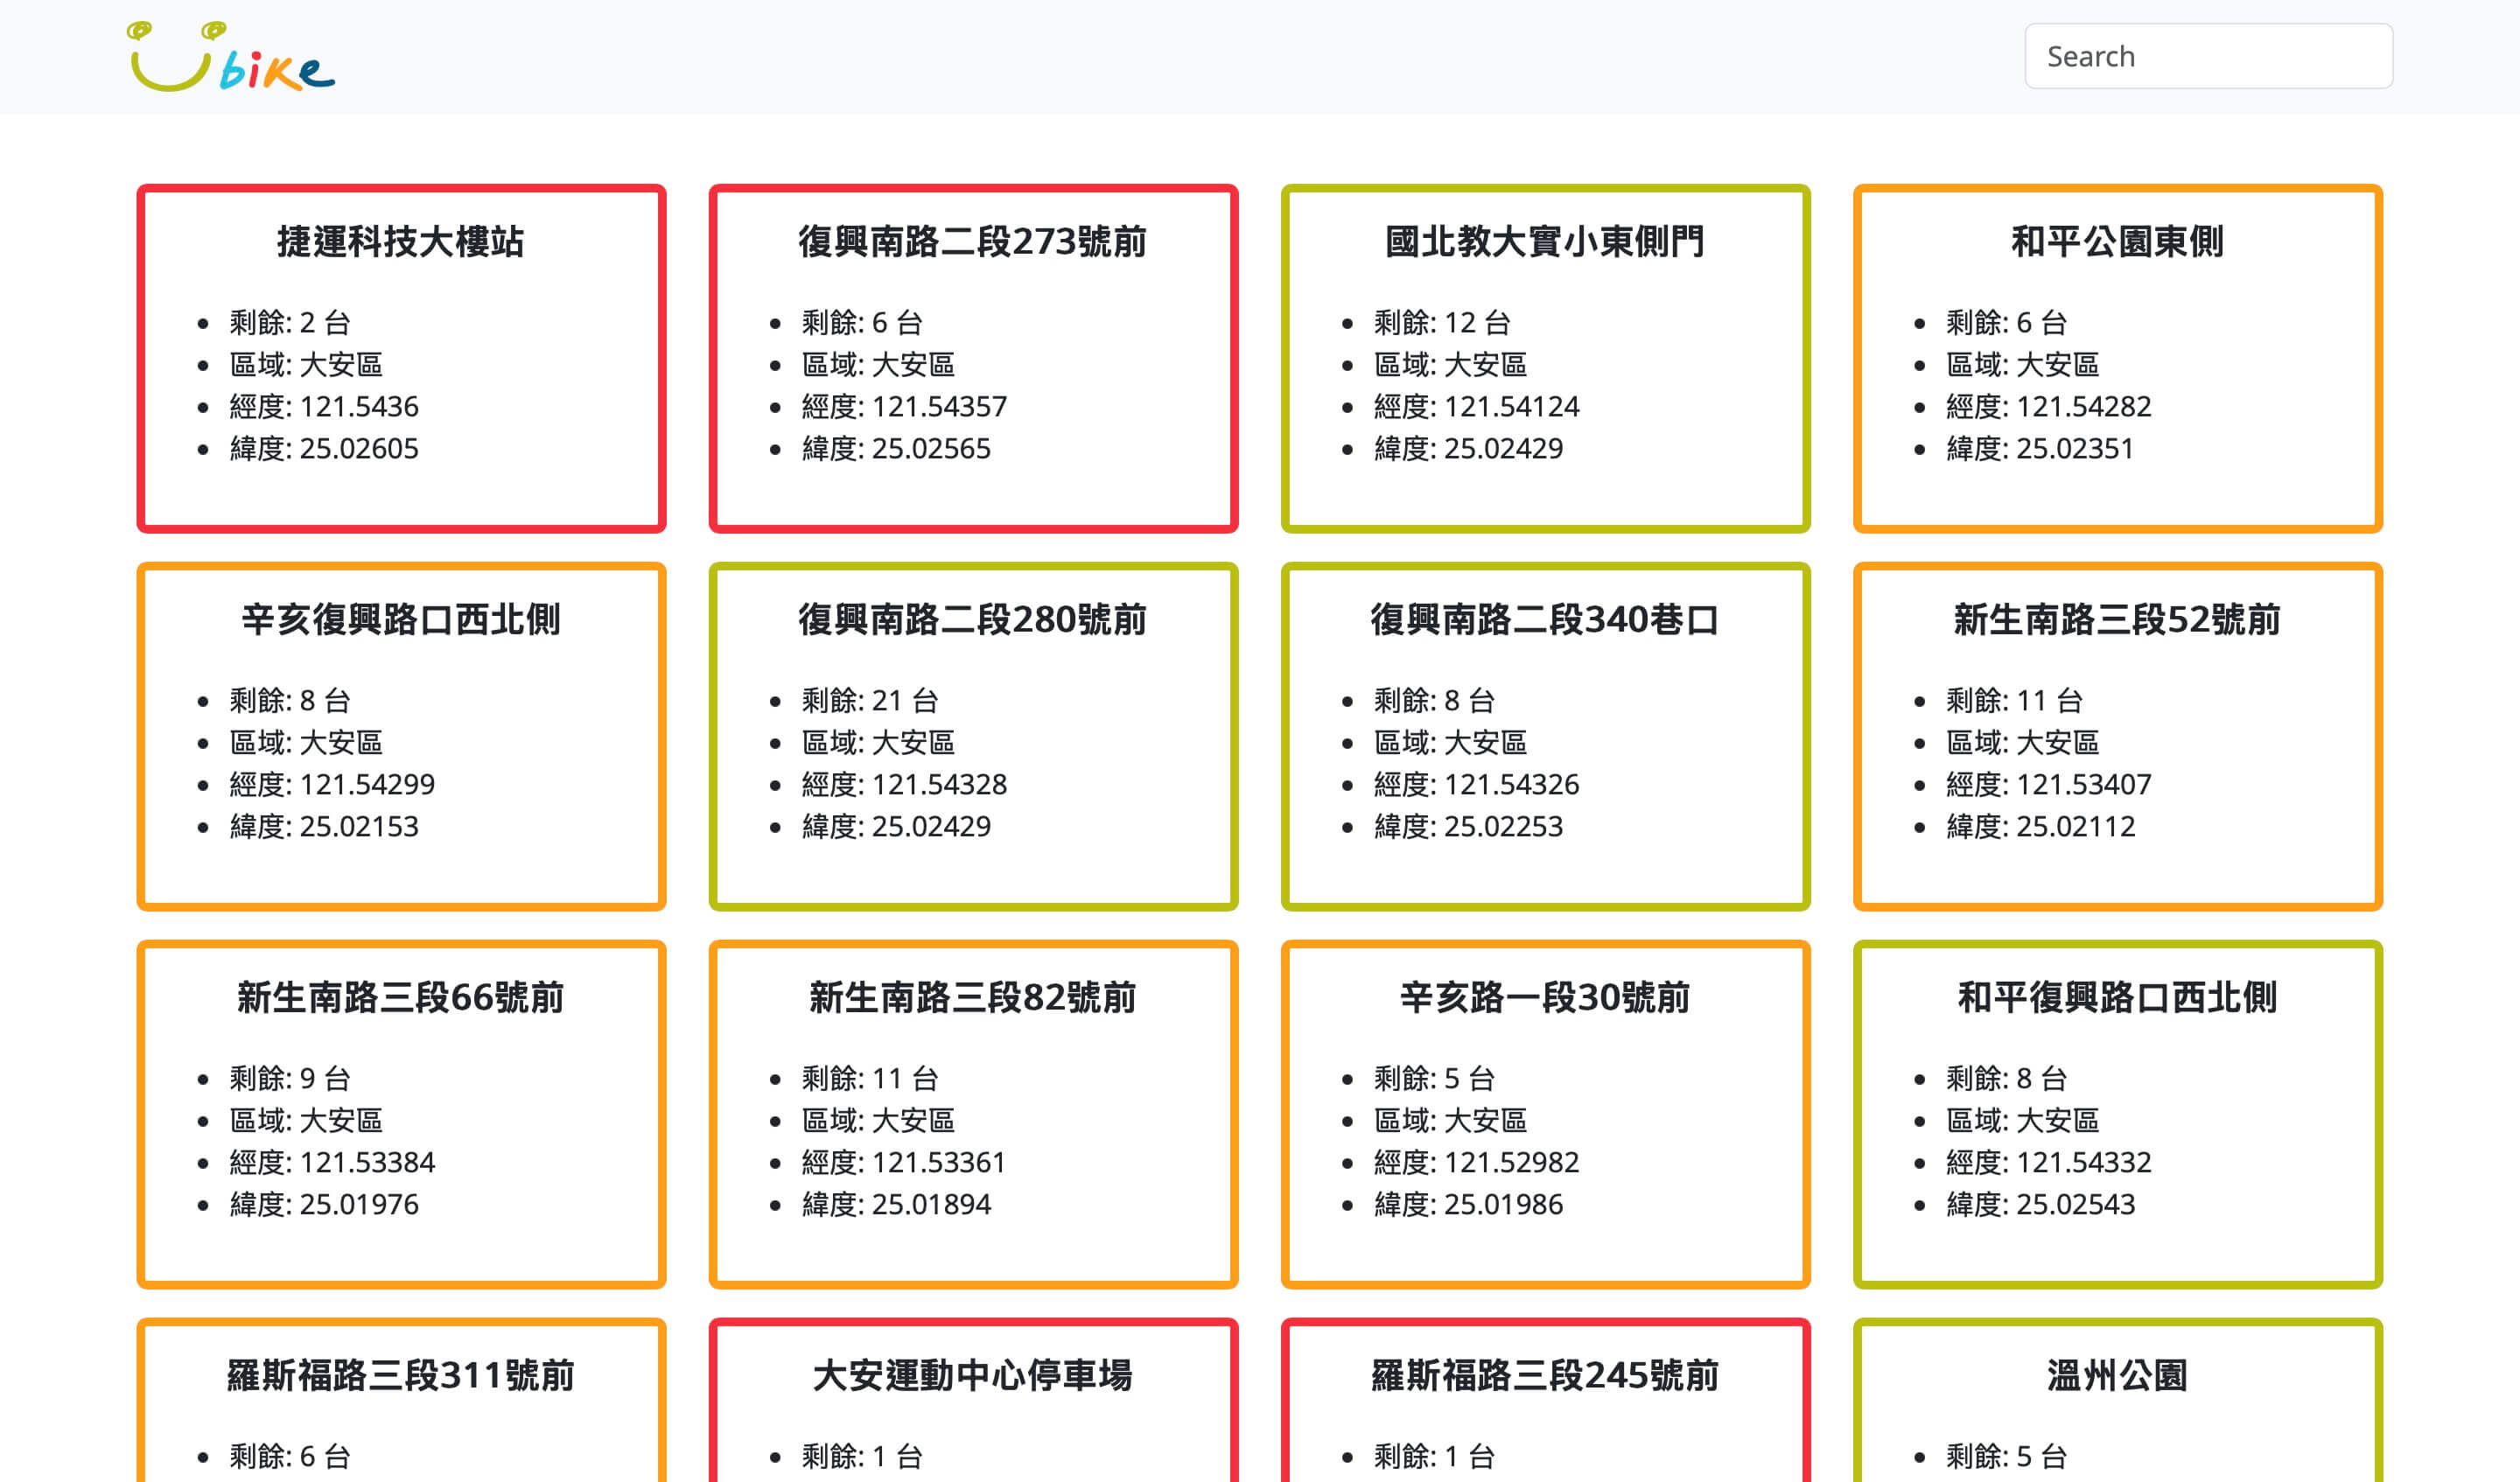 Ubike
Search
捷運科技大樓站
剩餘: 2 台
區域: 大安區
經度: 121.5436
緯度: 25.02605
復興南路二段273號前
剩餘: 6 台
區域: 大安區
經度: 121.54357
緯度: 25.02565
國北教大實小東側門
剩餘: 12 台
區域: 大安區
經度: 121.54124
緯度: 25.02429
和平公園東側
剩餘: 6 台
區域: 大安區
經度: 121.54282
緯度: 25.02351
辛亥復興路口西北側
剩餘: 8 台
區域: 大安區
經度: 121.54299
緯度: 25.02153
復興南路二段280號前
剩餘: 21 台
區域: 大安區
經度: 121.54328
緯度: 25.02429
復興南路二段340巷口
剩餘: 8 台
區域: 大安區
經度: 121.54326
緯度: 25.02253
新生南路三段52號前
剩餘: 11 台
區域: 大安區
經度: 121.53407
緯度: 25.02112
新生南路三段66號前
剩餘: 9 台
區域: 大安區
經度: 121.53384
緯度: 25.01976
新生南路三段82號前
剩餘: 11 台
區域: 大安區
經度: 121.53361
緯度: 25.01894
辛亥路一段30號前
剩餘: 5 台
區域: 大安區
經度: 121.52982
緯度: 25.01986
和平復興路口西北側
剩餘: 8 台
區域: 大安區
經度: 121.54332
緯度: 25.02543
羅斯福路三段311號前
剩餘: 6 台
大安運動中心停車場
剩餘: 1 台
羅斯福路三段245號前
剩餘: 1 台
溫州公園
剩餘: 5 台